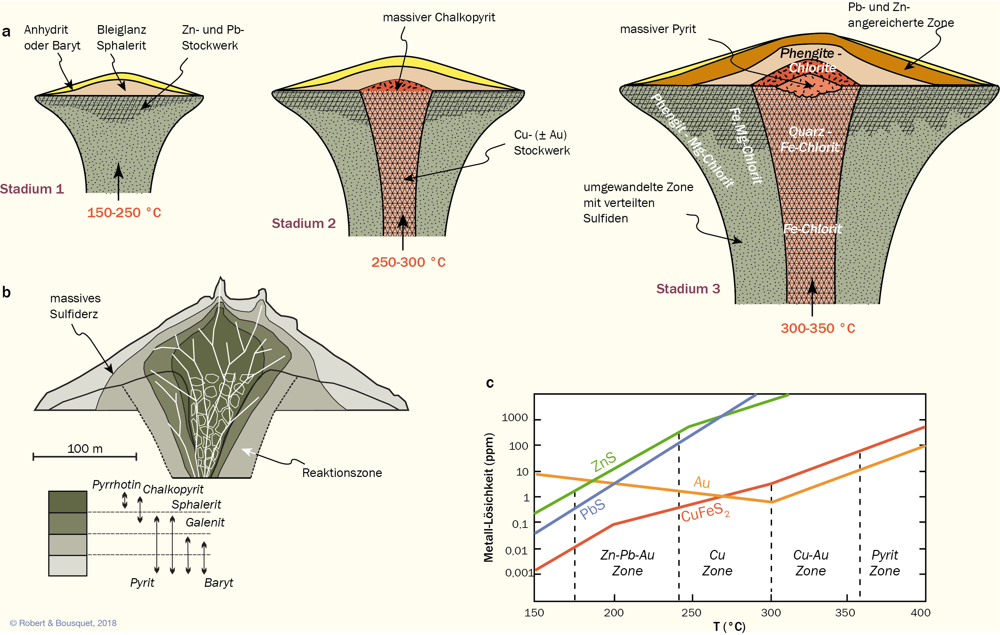 a
Anhydrit
oder Baryt
Bleiglanz
Sphalerit
Zn- und Pb-
Stockwerk
Stadium 1
150-250 °C
massiver Chalkopyrit
Cu- (± Au)
Stockwerk
Stadium 2
250-300 °C
massiver Pyrit
Pb- und Zn-
angereicherte Zone
Phengite -
Chlorite
Phengit - Mg-Chlorit
Fe,Mg-Chlorit
Quarz -
Fe-Chlorit
Fe-Chlorit
umgewandelte Zone
mit verteilten
Sulfiden
Stadium 3
300-350 °C
b
massives
Sulfiderz
100 m
Reaktionszone
Pyrrhotin
Chalkopyrit
Sphalerit
Galenit
Pyrit
Baryt
c
Metall-Lösichkeit (ppm)
1000
100
10
1
0,1
0,01
0,001
ZnS
PbS
Au
CuFeS2
Zn-Pb-Au
Zone
Cu
Zone
Cu-Au
Zone
Pyrit
Zone
150
200
250
300
350
400
T (°C)
© Robert & Bousquet, 2018